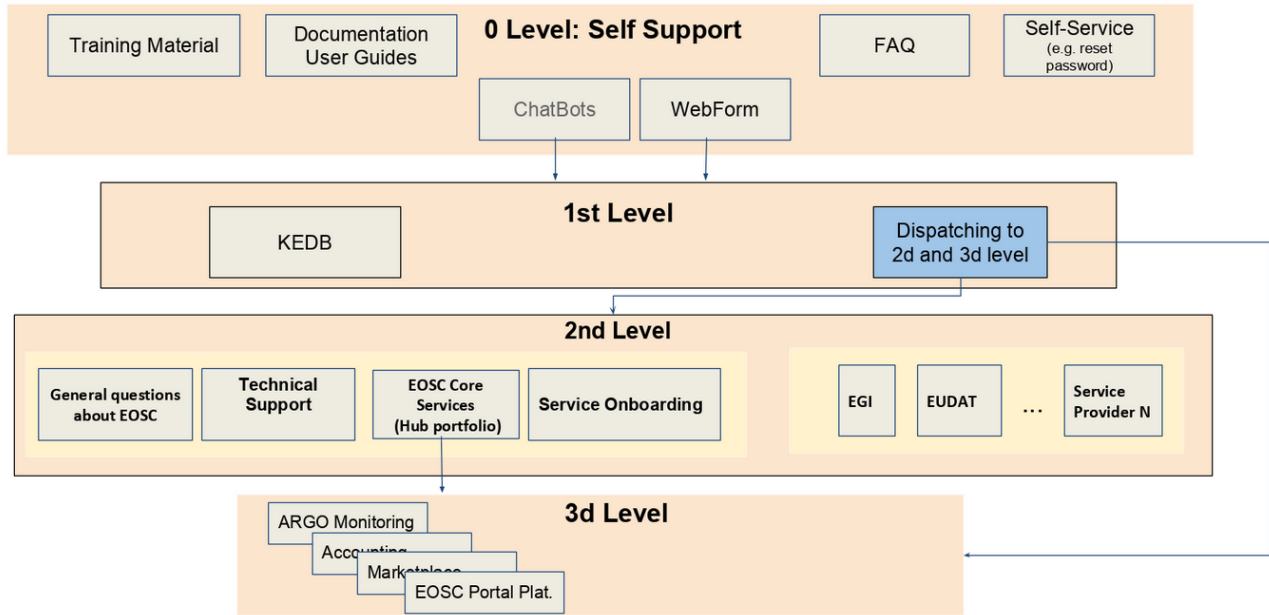 0 Level: Self Support
Training Material
Documentation
User Guides
FAQ
Self-Service
(e.g. reset
password)
ChatBots
WebForm
1st Level
KEDB
Dispatching to
2d and 3d level
2nd Level
General questions
about EOSC
Technical
Support
EOSC Core
Services
(Hub portfolio)
Service Onboarding
EGI
EUDAT
...
Service
Provider N
3d Level
ARGO Monitoring
Accounting
Marketplace
EOSC Portal Plat.